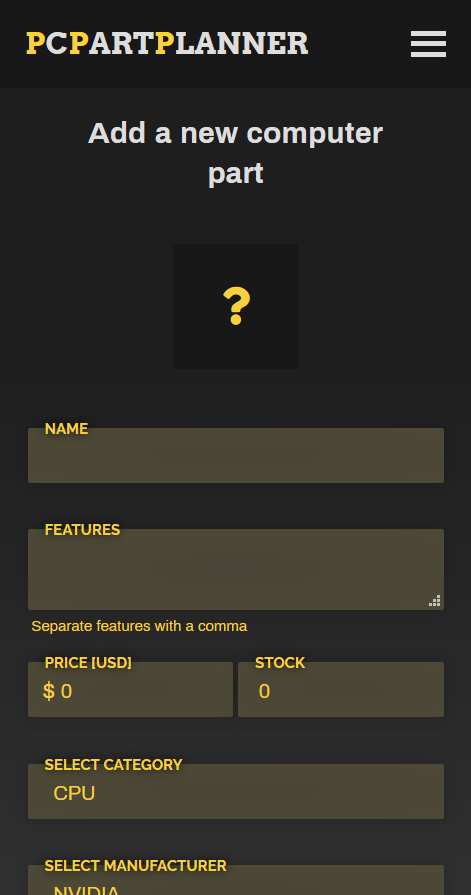 PCPARTPLANNER
Add a new computer
part
?
NAME
FEATURES
Separate features with a comma
PRICE [USD] STOCK
$ 0 0
SELECT CATEGORY
CPU
SELECT MANUFACTURER
NVIDIA